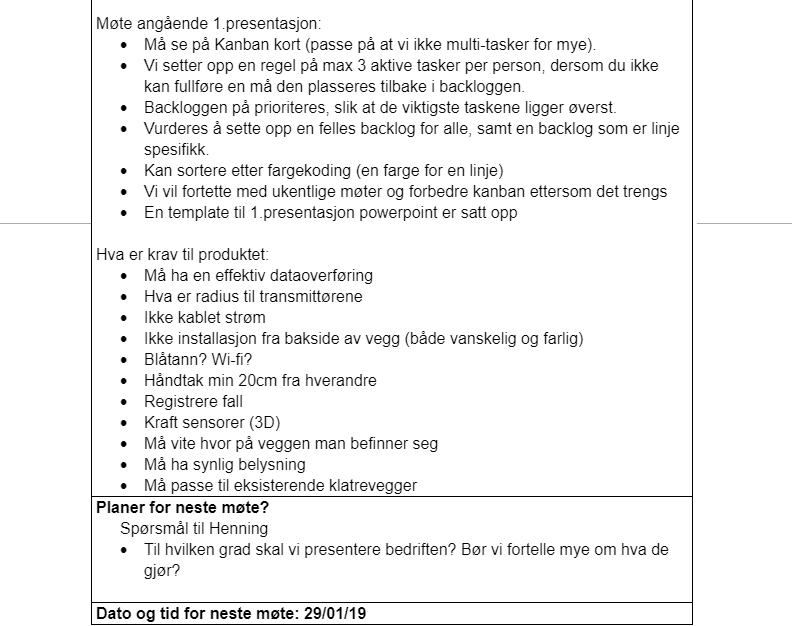 Møte angående 1.presentasjon:
• Må se på Kanban kort (passe på at vi ikke multi-tasker for mye).
• Vi setter opp en regel på max 3 aktive tasker per person, dersom du ikke
kan fullføre en må den plasseres tilbake i backloggen.
• Backloggen på prioriteres, slik at de viktigste taskene ligger øverst.
• Vurderes å sette opp en felles backlog for alle, samt en backlog som er linje
spesifikk.
• Kan sortere etter fargekoding (en farge for en linje)
• Vi vil fortette med ukentlige møter og forbedre kanban ettersom det trengs
• En template til 1.presentasjon powerpoint er satt opp
Hva er krav til produktet:
• Må ha en effektiv dataoverføring
• Hva er radius til transmittørene
• Ikke kablet strøm
• Ikke installasjon fra bakside av vegg (både vanskelig og farlig)
• Blåtann? Wi-fi?
• Håndtak min 20cm fra hverandre
• Registrere fall
• Kraft sensorer (3D)
• Må vite hvor på veggen man befinner seg
• Må ha synlig belysning
• Må passe til eksisterende klatrevegger
Planer for neste møte?
Spørsmål til Henning
• Til hvilken grad skal vi presentere bedriften? Bør vi fortelle mye om hva de
gjør?
Dato og tid for neste møte: 29/01/19